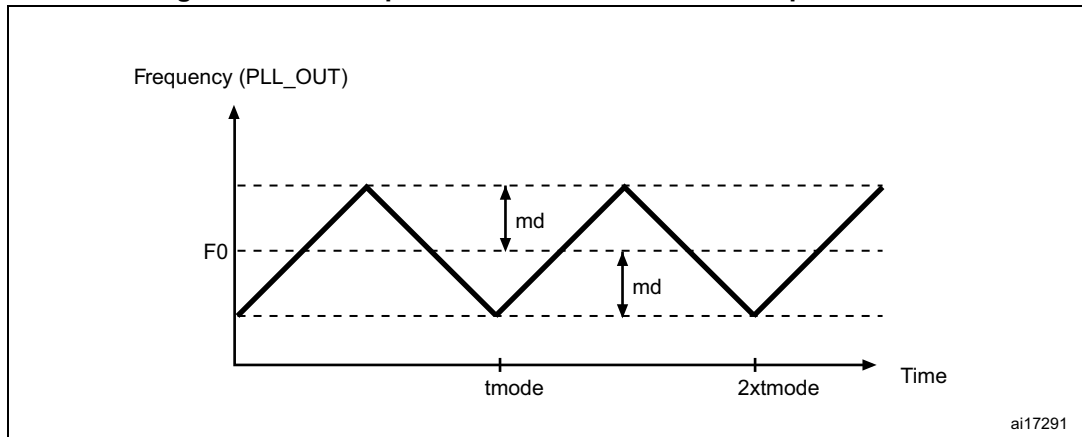 Frequency (PLL_OUT)
md
F0
md
tmode
2xtmode
Time
ai17291